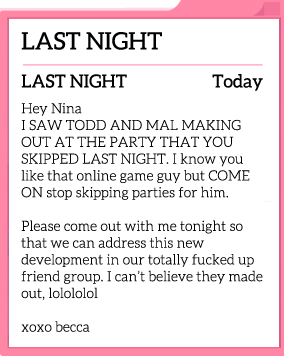 LAST NIGHT
LAST NIGHT Today
Hey Nina
I SAW TODD AND MAL MAKING
OUT AT THE PARTY THAT YOU
SKIPPED LAST NIGHT. I know you
like that online game guy but COME
ON stop skipping parties for him.
Please come out with me tonight so
that we can address this new
development in our totally fucked up
friend group. I can't believe they made
out, lolololol
xoxo becca